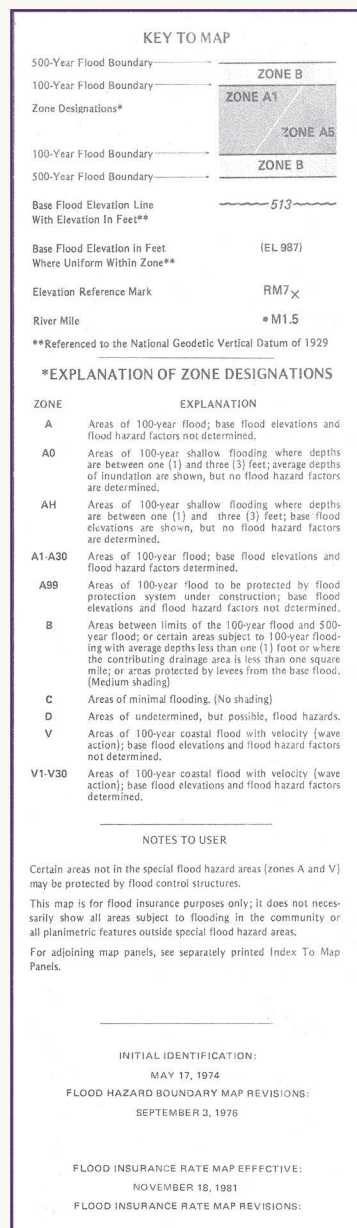 KEY TO MAP
500-Year Flood Boundary
ZONE B
100-Year Flood Boundary
ZONE A1
Zone Designations*
ZONE A5
100-Year Flood Boundary
ZONE B
500-Year Flood Boundary
Base Flood Elevation Line
With Elevation In Feet**
513
Base Flood Elevation in Feet
Where Uniform Within Zone**
(EL 987)
Elevation Reference Mark
RM7X
River Mile
•M1.5
**Referenced to the National Geodetic Vertical Datum of 1929
*EXPLANATION OF ZONE DESIGNATIONS
ZONE EXPLANATION
A Areas of 100-year flood; base flood elevations and
flood hazard factors not determined.
A0 Areas of 100-year shallow flooding where depths
are between one (1) and three (3) feet; average depths
of inundation are shown, but no flood hazard factors
are determined.
AH Areas of 100-year shallow flooding where depths
are between one (1) and three (3) feet; base flood
elevations are shown, but no flood hazard factors
are determined.
A1-A30 Areas of 100-year flood; base flood elevations and
flood hazard factors determined.
A99 Areas of 100-year flood to be protected by flood
protection system under construction; base flood
elevations and flood hazard factors not determined.
B Areas between limits of the 100-year flood and 500-
year flood; or certain areas subject to 100-year flood-
ing with average depths less than one (1) foot or where
the contributing drainage area is less than one square
mile; or areas protected by levees from the base flood.
(Medium shading)
C Areas of minimal flooding. (No shading)
D Areas of undetermined, but possible, flood hazards.
V Areas of 100-year coastal flood with velocity (wave
action); base flood elevations and flood hazard factors
not determined.
V1-V30 Areas of 100-year coastal flood with velocity (wave
action); base flood elevations and flood hazard factors
determined.
NOTES TO USER
Certain areas not in the special flood hazard areas (zones A and V)
may be protected by flood control structures.
This map is for flood insurance purposes only; it does not neces-
sarily show all areas subject to flooding in the community or
all planimetric features outside special flood hazard areas.
For adjoining map panels, see separately printed Index To Map
Panels.
INITIAL IDENTIFICATION:
MAY 17, 1974
FLOOD HAZARD BOUNDARY MAP REVISIONS:
SEPTEMBER 3, 1976
FLOOD INSURANCE RATE MAP EFFECTIVE:
NOVEMBER 18, 1981
FLOOD INSURANCE RATE MAP REVISIONS: